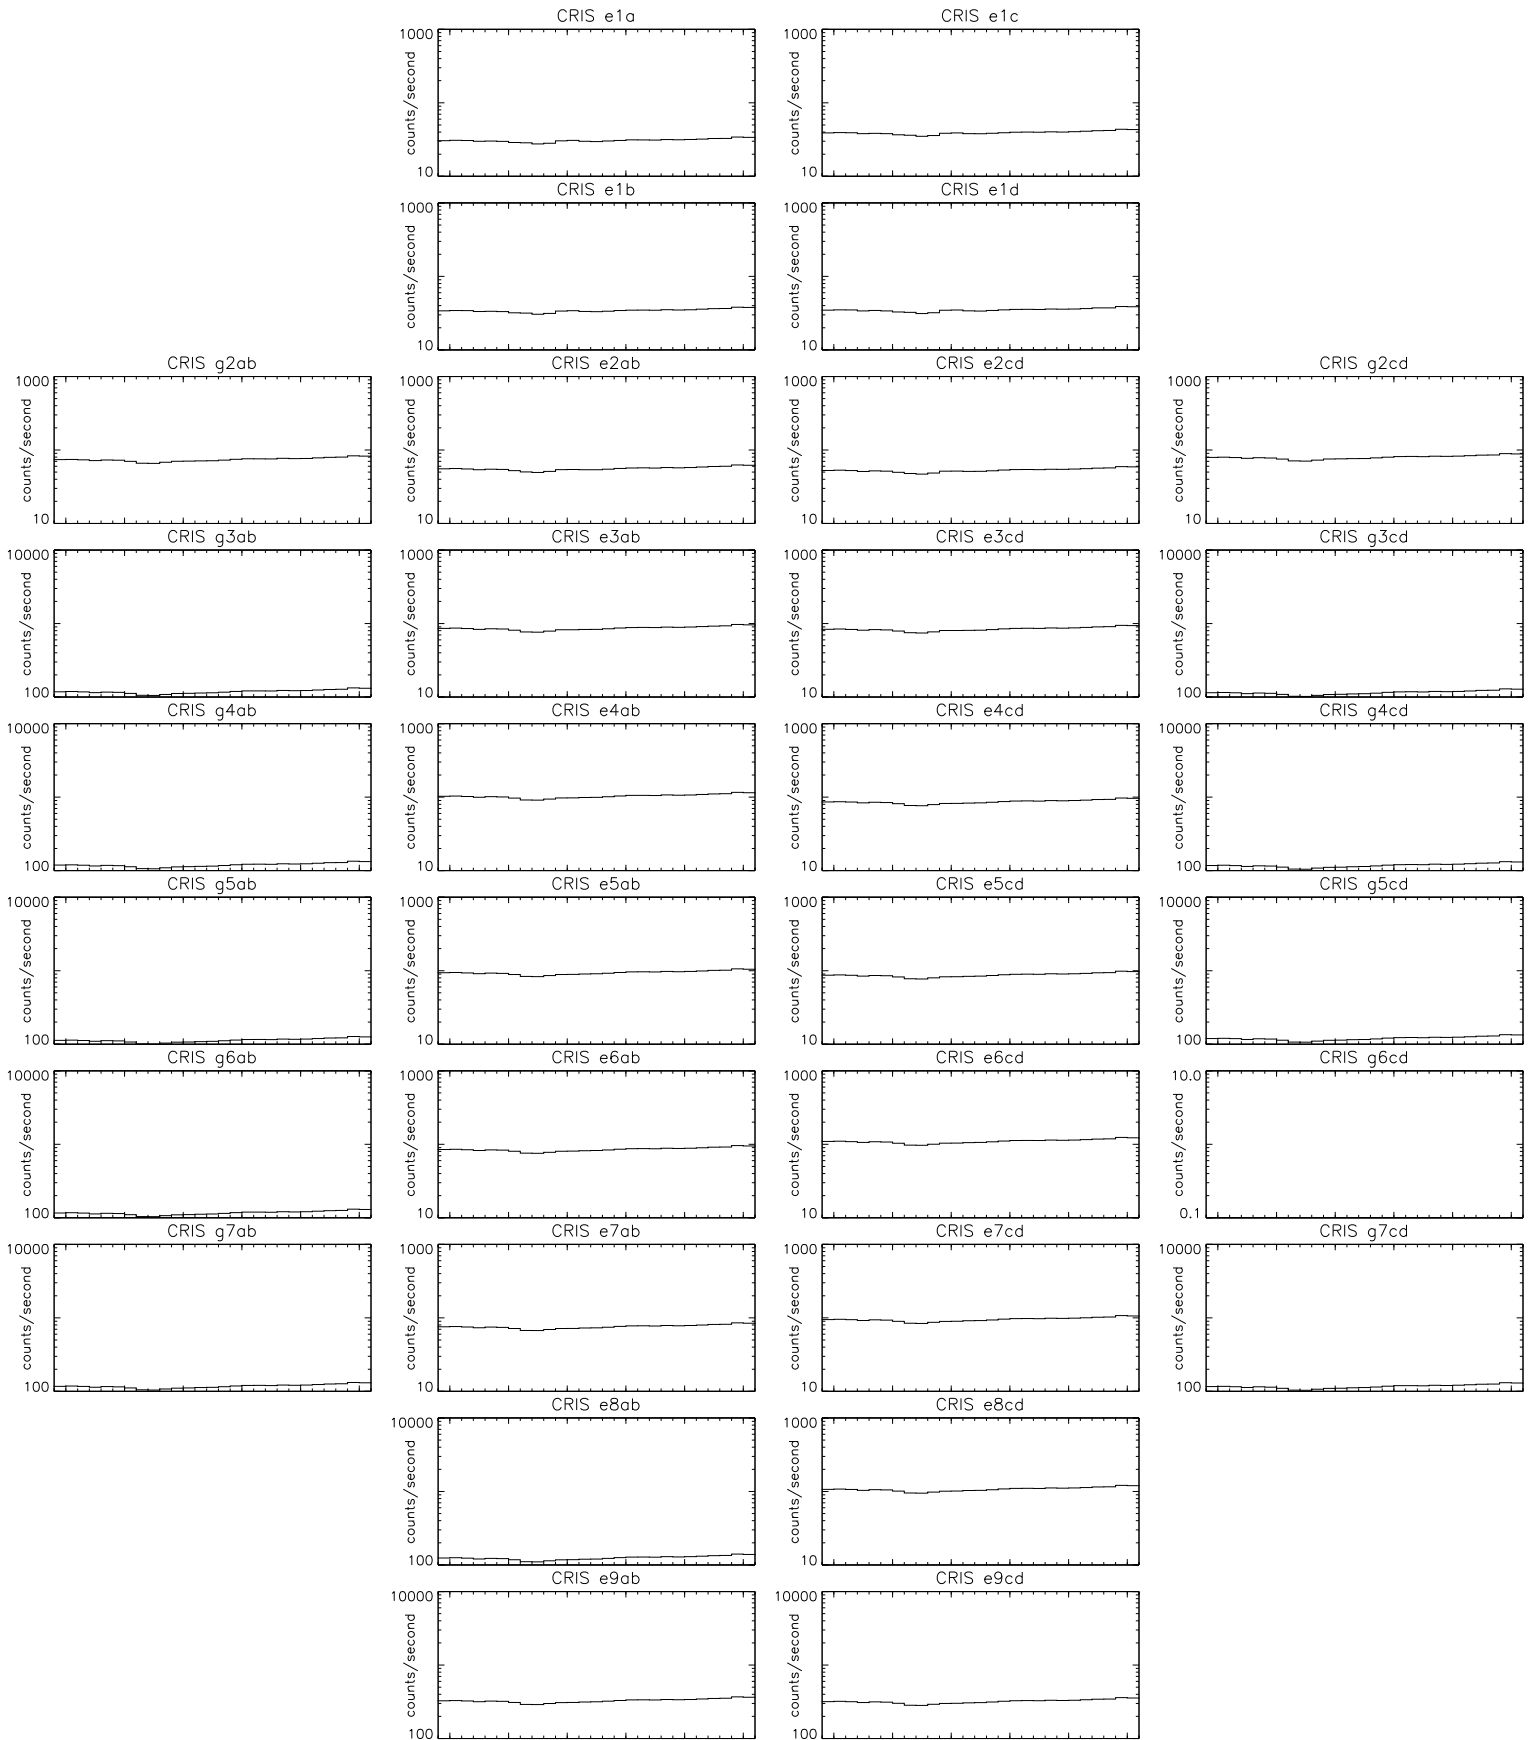 CRIS e1a
1000
counts/second
10
CRIS e1c
1000
counts/second
10
CRIS e1b
1000
counts/second
10
CRIS e1d
1000
counts/second
10
CRIS g2ab
1000
counts/second
10
CRIS e2ab
1000
counts/second
10
CRIS e2cd
1000
counts/second
10
CRIS g2cd
1000
counts/second
10
CRIS g3ab
10000
counts/second
100
CRIS e3ab
1000
counts/second
10
CRIS e3cd
1000
counts/second
10
CRIS g3cd
10000
counts/second
100
CRIS g4ab
10000
counts/second
100
CRIS e4ab
1000
counts/second
10
CRIS e4cd
1000
counts/second
10
CRIS g4cd
10000
counts/second
100
CRIS g5ab
10000
counts/second
100
CRIS e5ab
1000
counts/second
10
CRIS e5cd
1000
counts/second
10
CRIS g5cd
10000
counts/second
100
CRIS g6ab
10000
counts/second
100
CRIS e6ab
1000
counts/second
10
CRIS e6cd
1000
counts/second
10
CRIS g6cd
10.0
counts/second
0.1
CRIS g7ab
10000
counts/second
100
CRIS e7ab
1000
counts/second
10
CRIS e7cd
1000
counts/second
10
CRIS g7cd
10000
counts/second
100
CRIS e8ab
10000
counts/second
100
CRIS e8cd
1000
counts/second
10
CRIS e9ab
10000
counts/second
100
CRIS e9cd
10000
counts/second
100